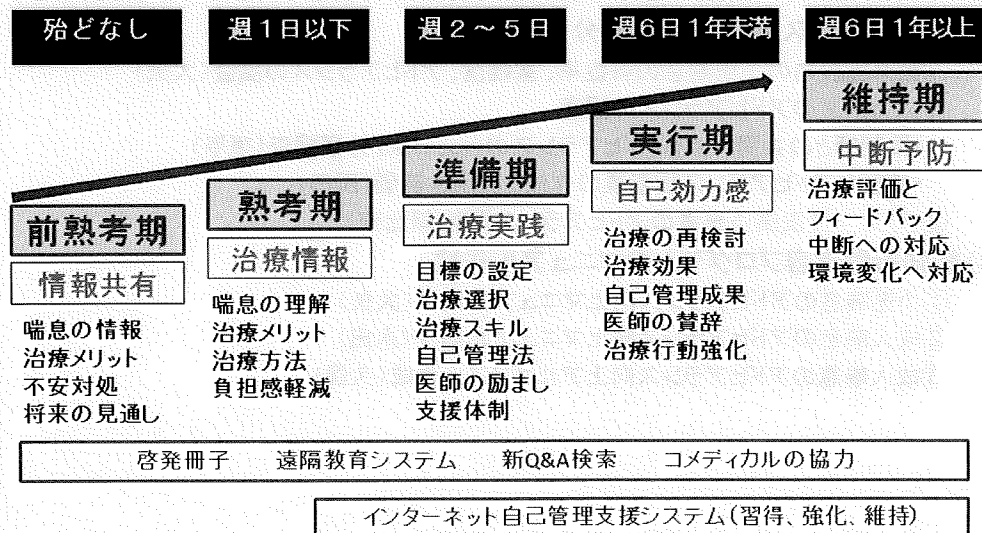 殆どなし
週1日以下
週2～5日
週6日1年未満
週6日1年以上
前熟考期
情報共有
喘息の情報
治療メリット
不安対処
将来の見通し
熟考期
治療情報
喘息の理解
治療メリット
治療方法
負担感軽減
準備期
治療実践
目標の設定
治療選択
治療スキル
自己管理法
医師の励まし
支援体制
実行期
自己効力感
治療の再検討
治療効果
自己管理成果
医師の賛辞
治療行動強化
維持期
中断予防
治療評価と
フィードバック
中断への対応
環境変化へ対応
啓発冊子 遠隔教育システム 新Q&A検索 コメディカルの協力
インターネット自己管理支援システム(習得、強化、維持)